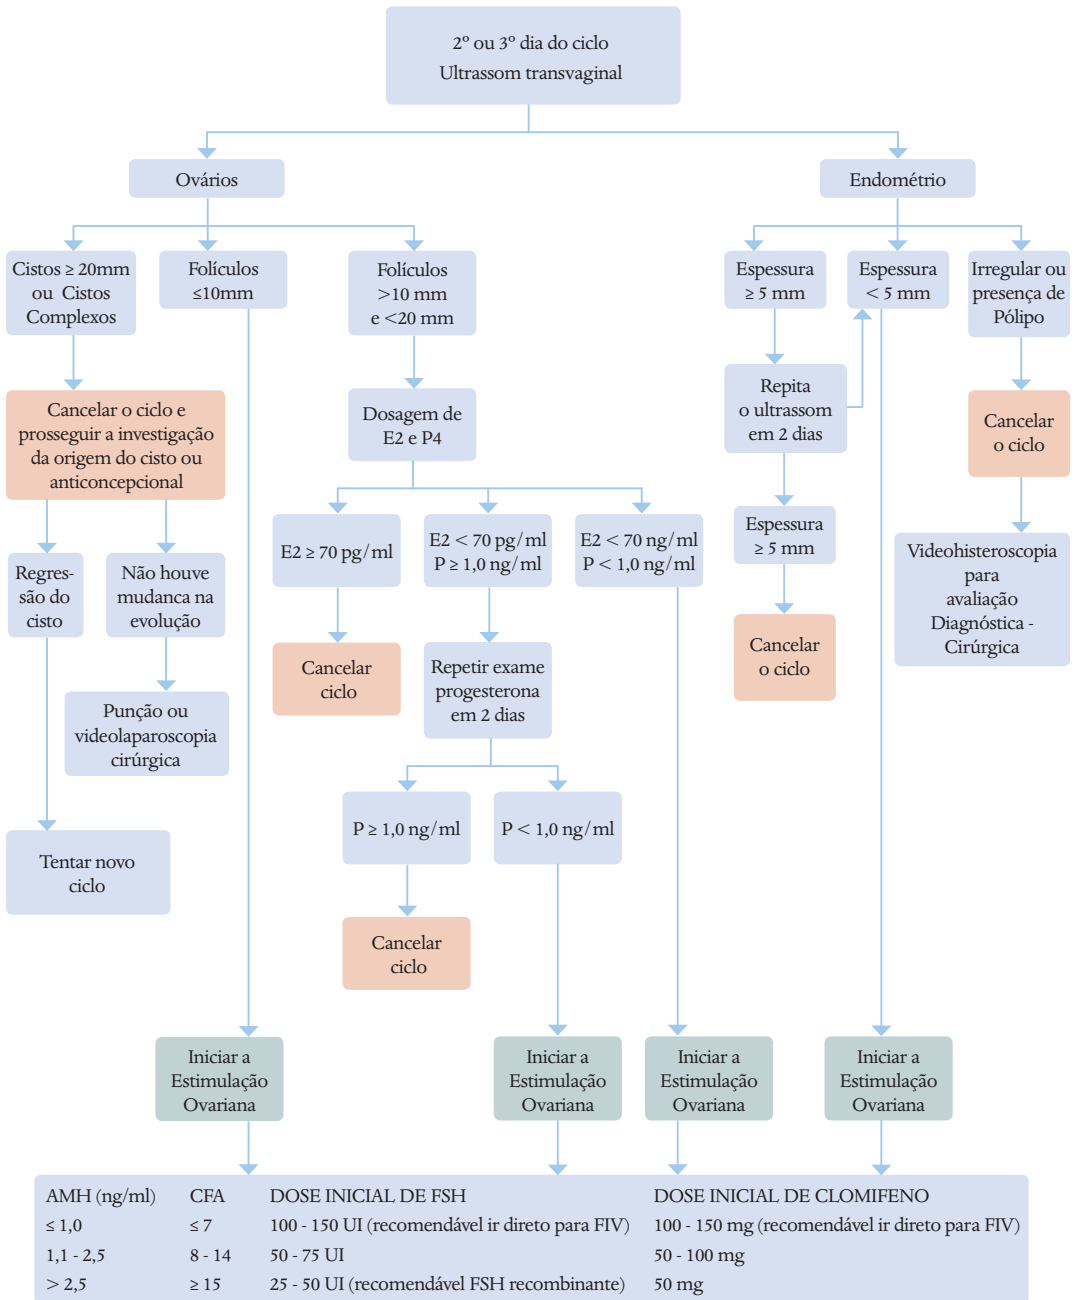 2º ou 3º dia do ciclo
Ultrassom transvaginal
Ovários
Endométrio
Cistos ≥ 20mm
ou Cistos
Complexos
Folículos
≤10mm
Folículos
>10 mm
e <20 mm
Espessura
≥ 5 mm
Espessura
< 5 mm
Irregular ou
presença de
Pólipo
Cancelar o ciclo e
prosseguir a investigação
da origem do cisto ou
anticoncepcional
Dosagem de
E2 e P4
Repita
o ultrassom
em 2 dias
Cancelar
o ciclo
E2 ≥ 70 pg/ml
E2 < 70 pg/ml
P ≥ 1,0 ng/ml
E2 < 70 ng/ml
P < 1,0 ng/ml
Espessura
≥ 5 mm
Videohisteroscopia
para
avaliação
Diagnóstica -
Cirúrgica
Regres-
são do
cisto
Não houve
mudanca na
evolução
Cancelar
ciclo
Repetir exame
progesterona
em 2 dias
Cancelar
o ciclo
Punção ou
videolaparoscopia
cirúrgica
P ≥ 1,0 ng/ml
P < 1,0 ng/ml
Tentar novo
ciclo
Cancelar
ciclo
Iniciar a
Estimulação
Ovariana
Iniciar a
Estimulação
Ovariana
Iniciar a
Estimulação
Ovariana
Iniciar a
Estimulação
Ovariana
AMH (ng/ml) CFA DOSE INICIAL DE FSH DOSE INICIAL DE CLOMIFENO
≤ 1,0 ≤ 7 100 - 150 UI (recomendável ir direto para FIV) 100 - 150 mg (recomendável ir direto para FIV)
1,1 - 2,5 8 - 14 50 - 75 UI 50 - 100 mg
> 2,5 ≥ 15 25 - 50 UI (recomendável FSH recombinante) 50 mg